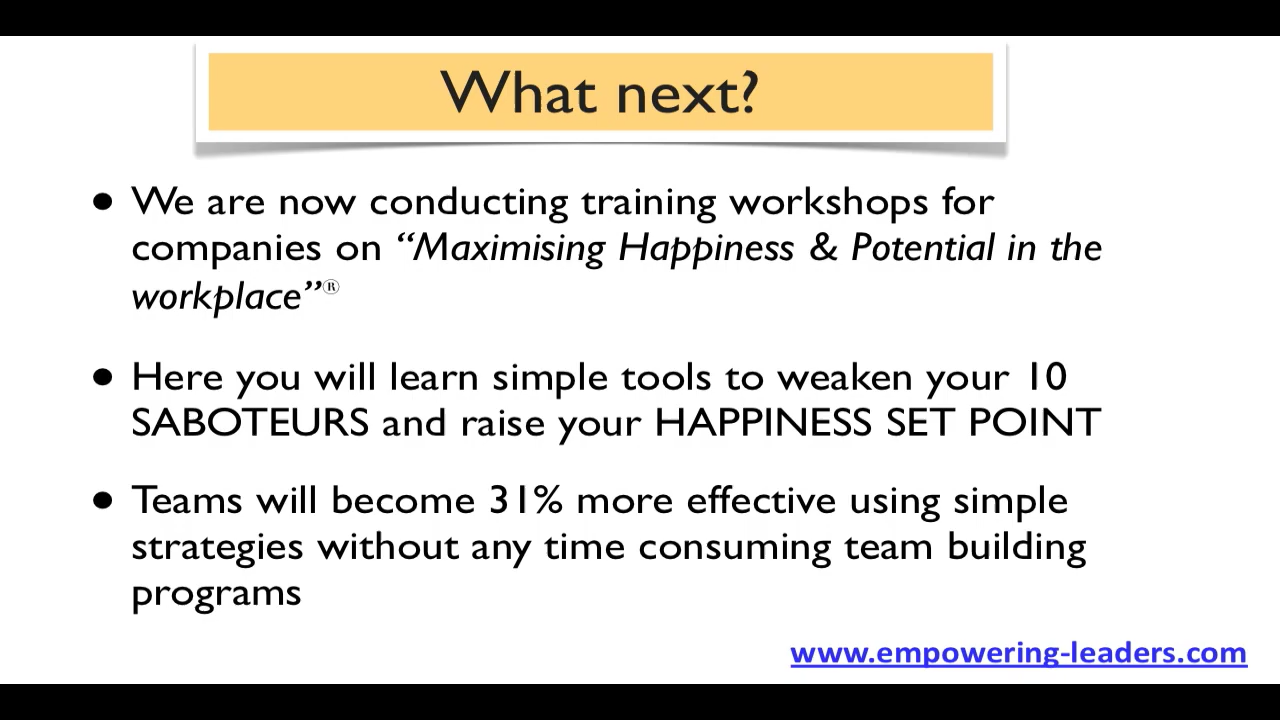 What next?
• We are now conducting training workshops for
companies on “Maximising Happiness & Potential in the
workplace”®
• Here you will learn simple tools to weaken your 10
SABOTEURS and raise your HAPPINESS SET POINT
• Teams will become 31% more effective using simple
strategies without any time consuming team building
programs
www.empowering-leaders.com